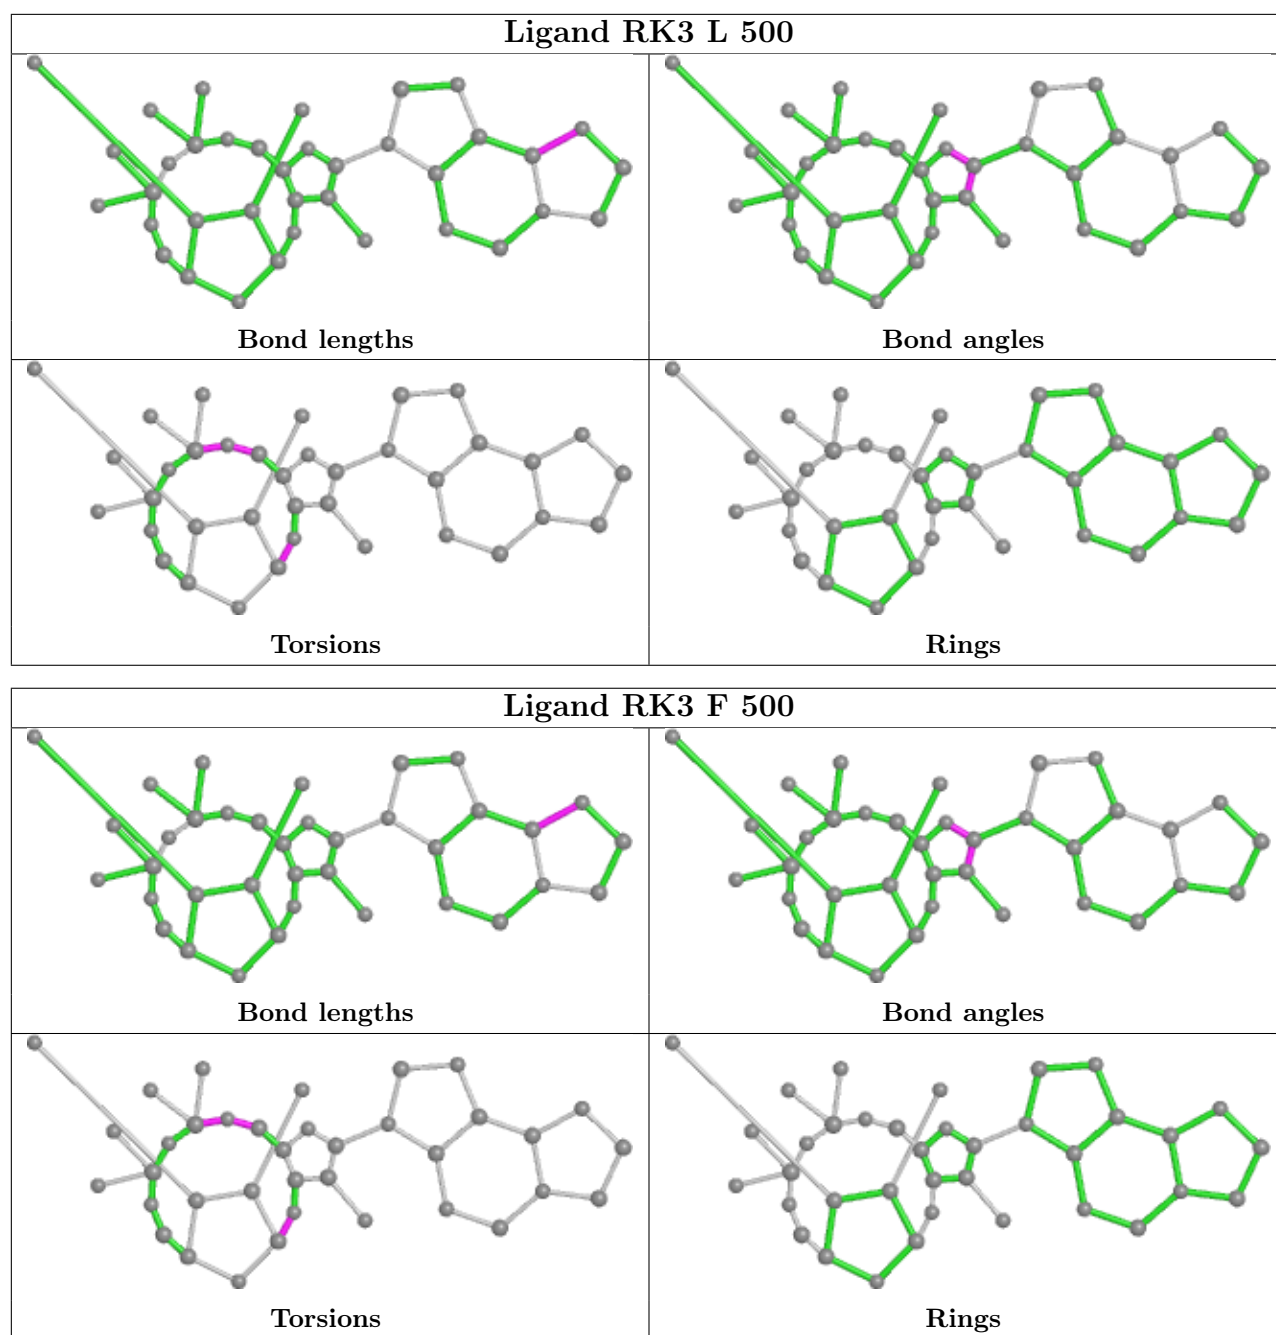 Ligand RK3 L 500
Bond lengths
Bond angles
Torsions
Rings
Ligand RK3 F 500
Bond lengths
Bond angles
Torsions
Rings